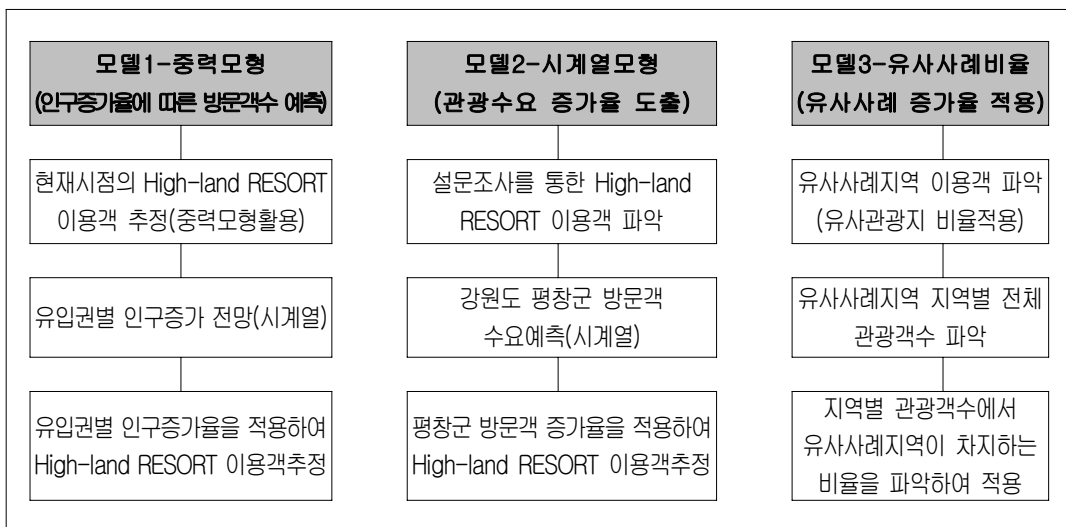 모델1-중력모형
(인구증가율에 따른 방문객수 예측)
현재시점의 High-land RESORT
이용객 추정(중력모형활용)
유입권별 인구증가 전망(시계열)
유입권별 인구증가율을 적용하여
High-land RESORT 이용객추정
모델2-시계열모형
(관광수요 증가율 도출)
설문조사를 통한 High-land
RESORT 이용객 파악
강원도 평창군 방문객
수요예측(시계열)
평창군 방문객 증가율을 적용하여
High-land RESORT 이용객추정
모델3-유사사례비율
(유사사례 증가율 적용)
유사사례지역 이용객 파악
(유사관광지 비율적용)
유사사례지역 지역별 전체
관광객수 파악
지역별 관광객수에서
유사사례지역이 차지하는
비율을 파악하여 적용